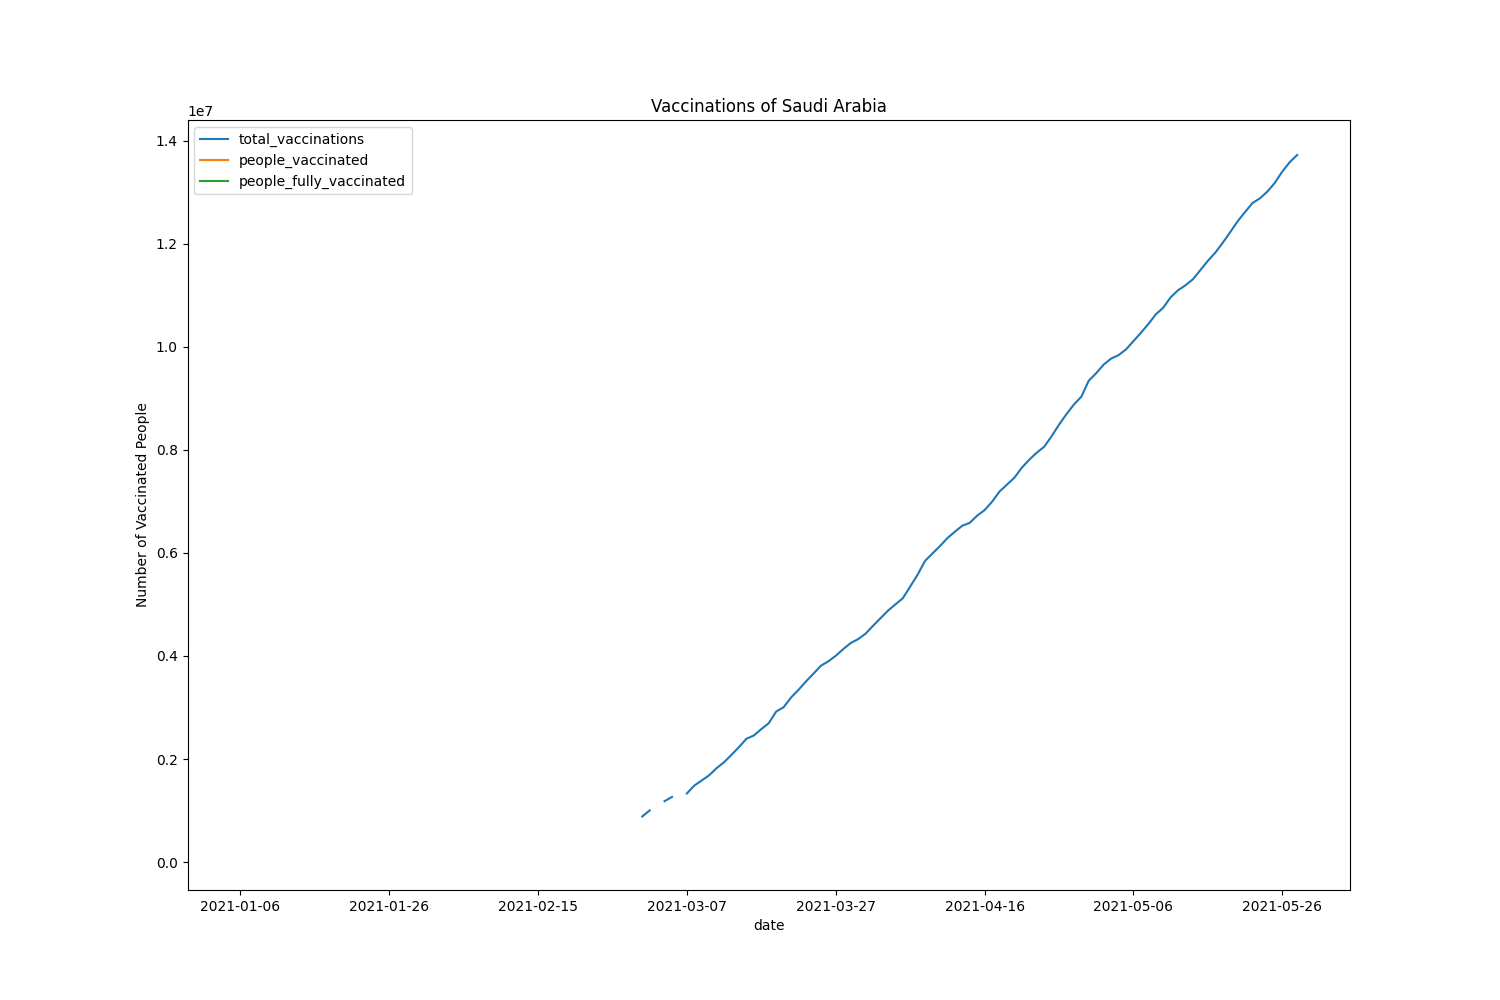 Vaccinations of Saudi Arabia
1e7
total_vaccinations
people_vaccinated
people_fully_vaccinated
1.4
1.2
1.0
0.8
0.6
0.4
0.2
0.0
Number of Vaccinated People
2021-01-06 2021-01-26 2021-02-15 2021-03-07 2021-03-27 2021-04-16 2021-05-06 2021-05-26
date